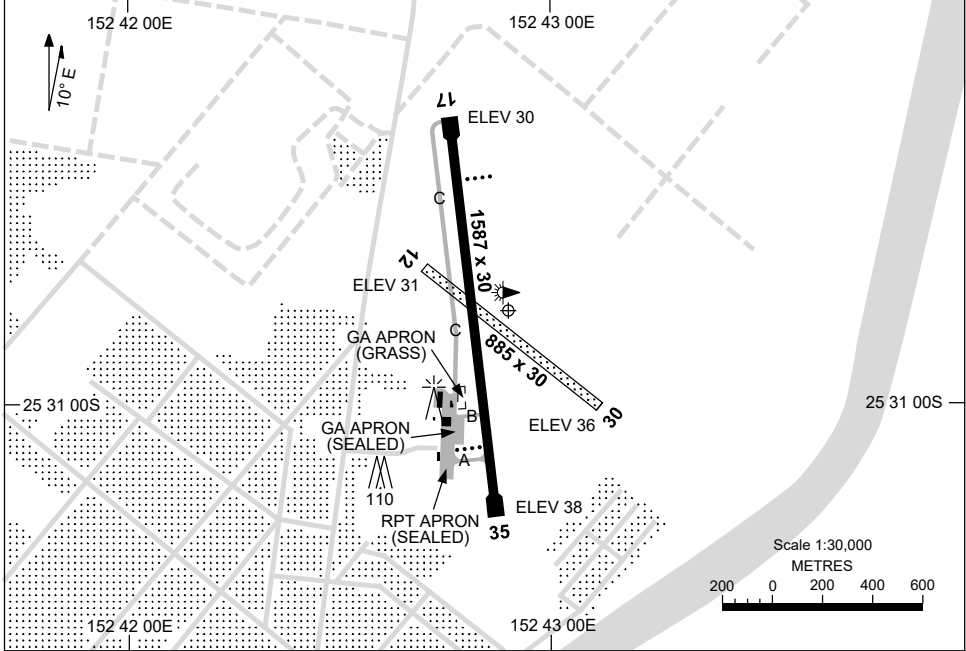 152 42 00E
152 43 00E
10° E
17
ELEV 30
C
1587 x 30
12
ELEV 31
C
GA APRON
(GRASS)
885 x 30
25 31 00S
25 31 00S
B
30
ELEV 36
GA APRON
(SEALED)
A
110
ELEV 38
RPT APRON
(SEALED)
35
Scale 1:30,000
METRES
200 0 200 400 600
152 42 00E
152 43 00E